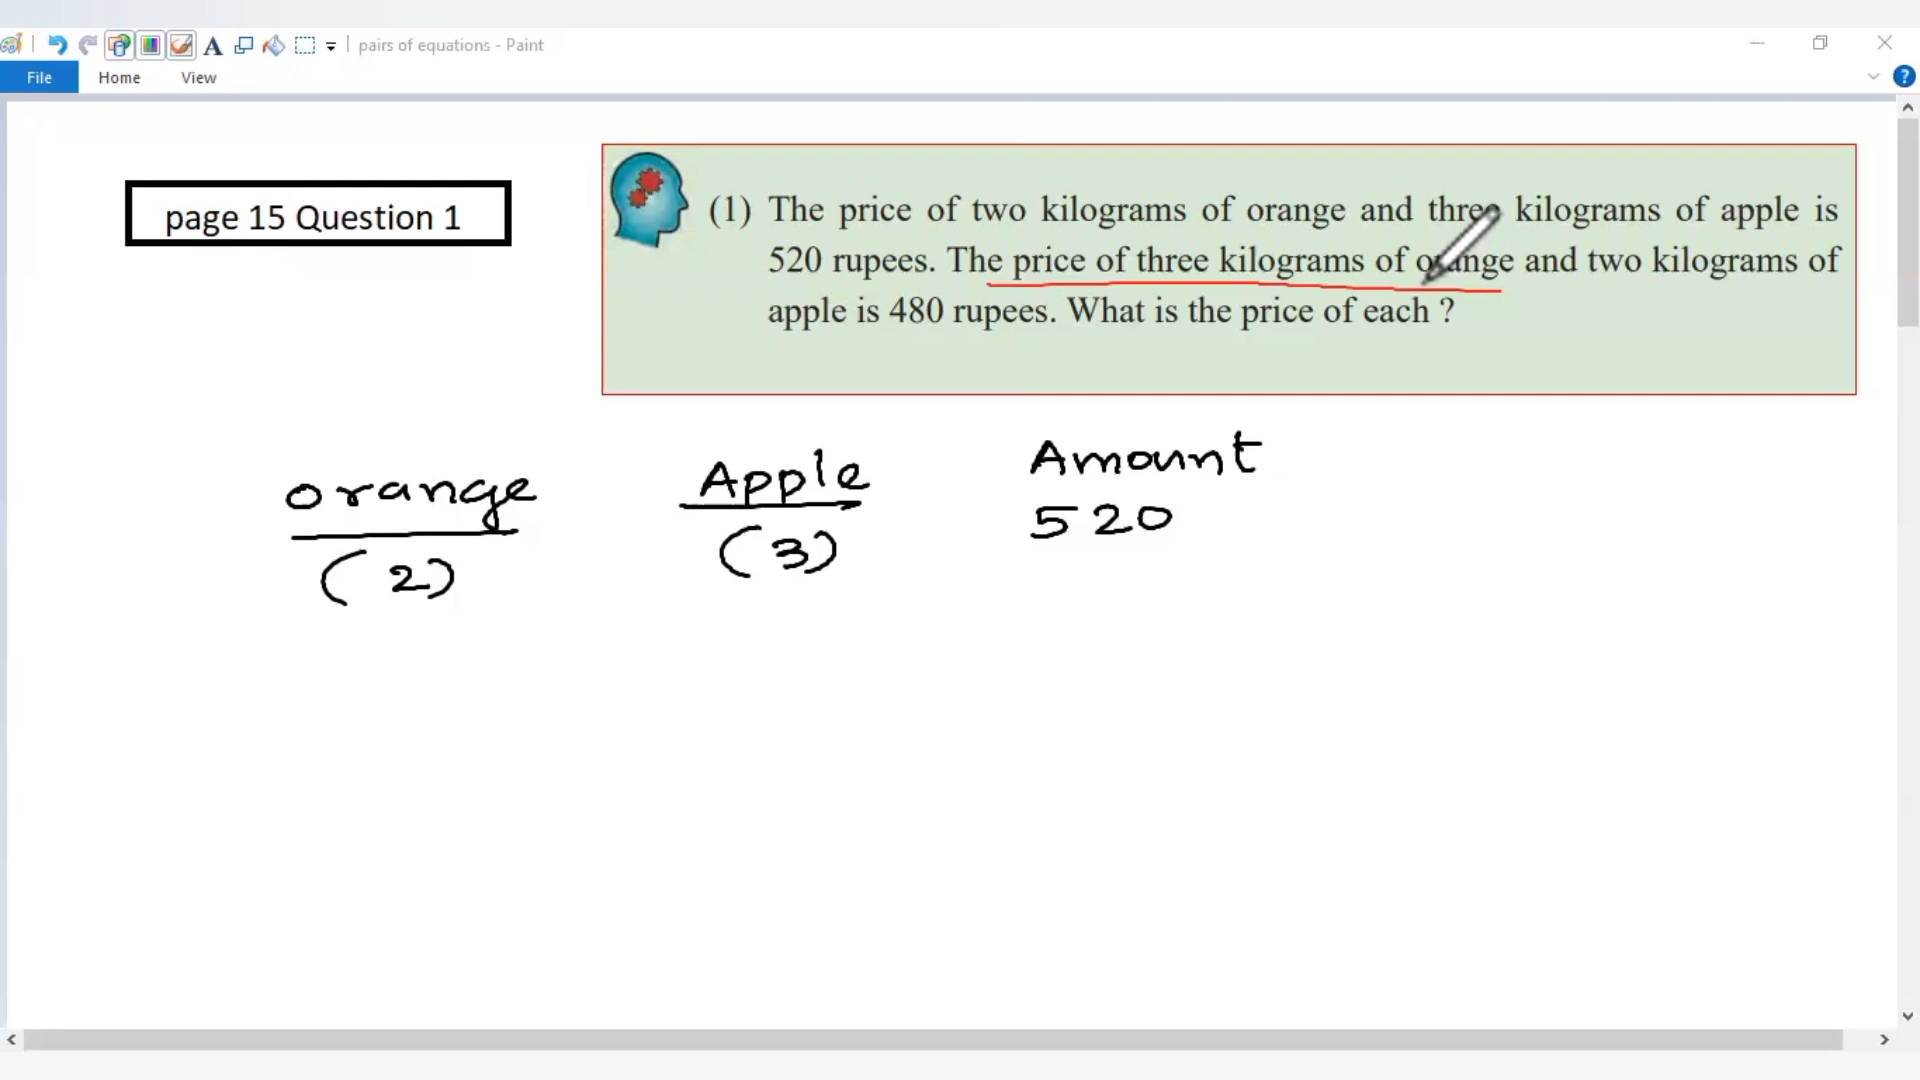 pairs of equations - Paint
File Home View
page 15 Question 1
(1) The price of two kilograms of orange and three kilograms of apple is
520 rupees. The price of three kilograms of orange and two kilograms of
apple is 480 rupees. What is the price of each ?
orange Apple Amount
(2) (3) 520